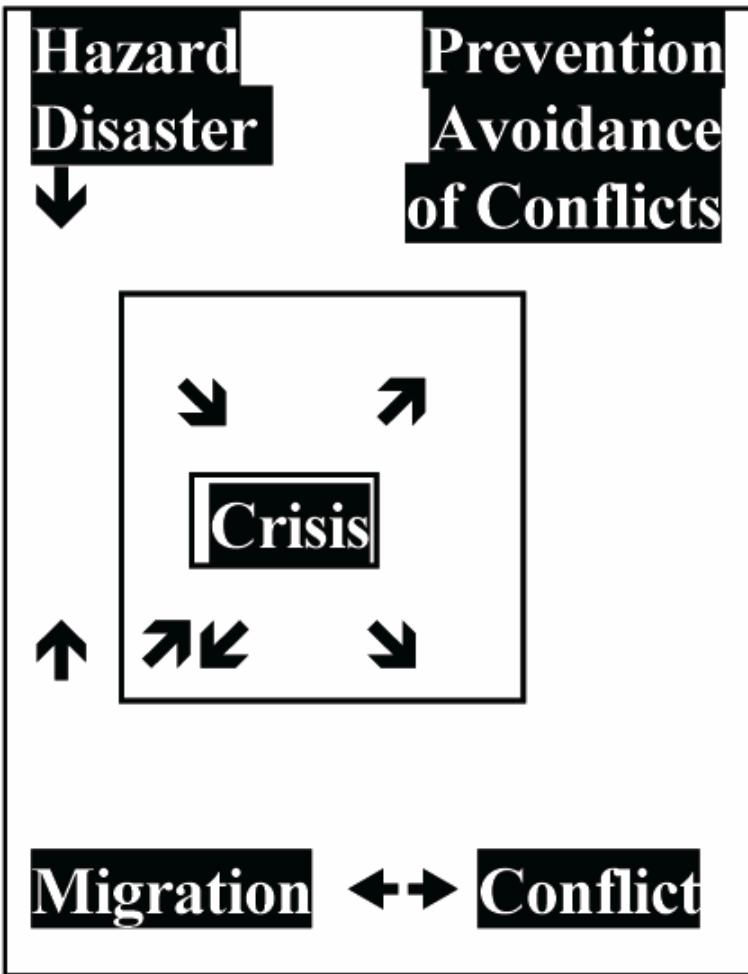 Hazard
Disaster
Prevention
Avoidance
of Conflicts
Crisis
Migration
Conflict